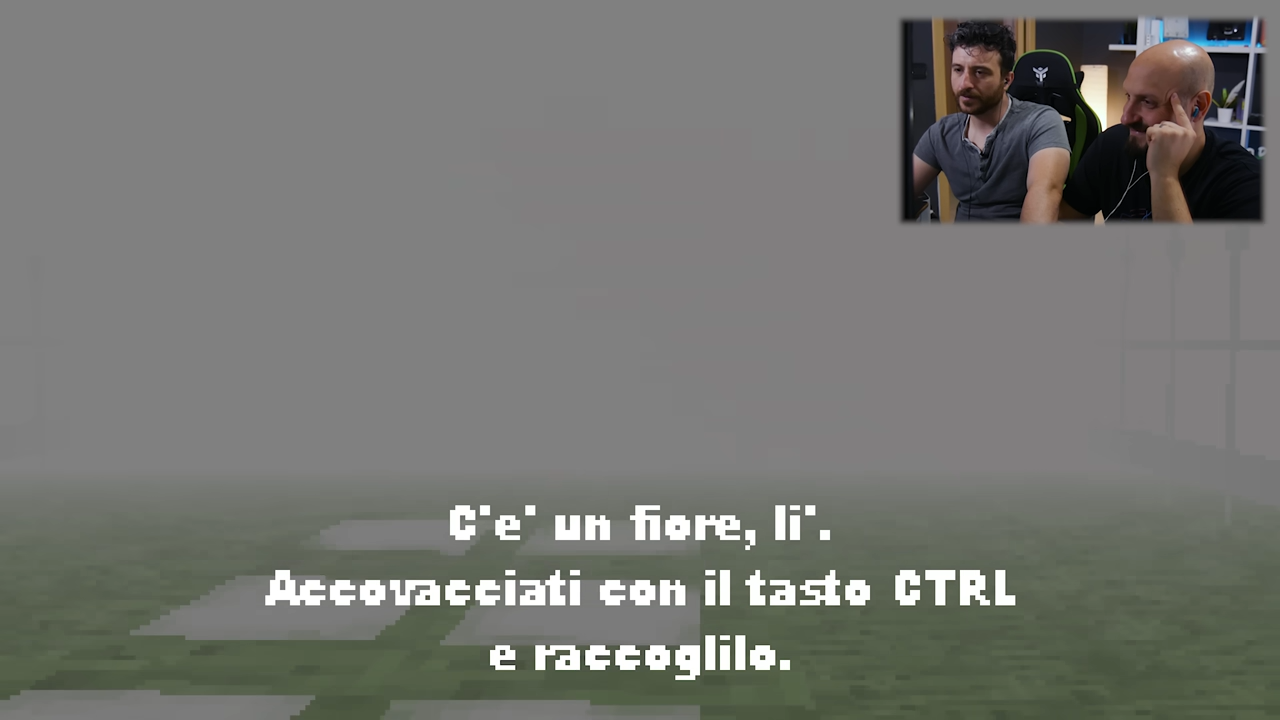 C'e' un fiore, li'.
Accovacciati con il tasto CTRL
e raccoglilo.